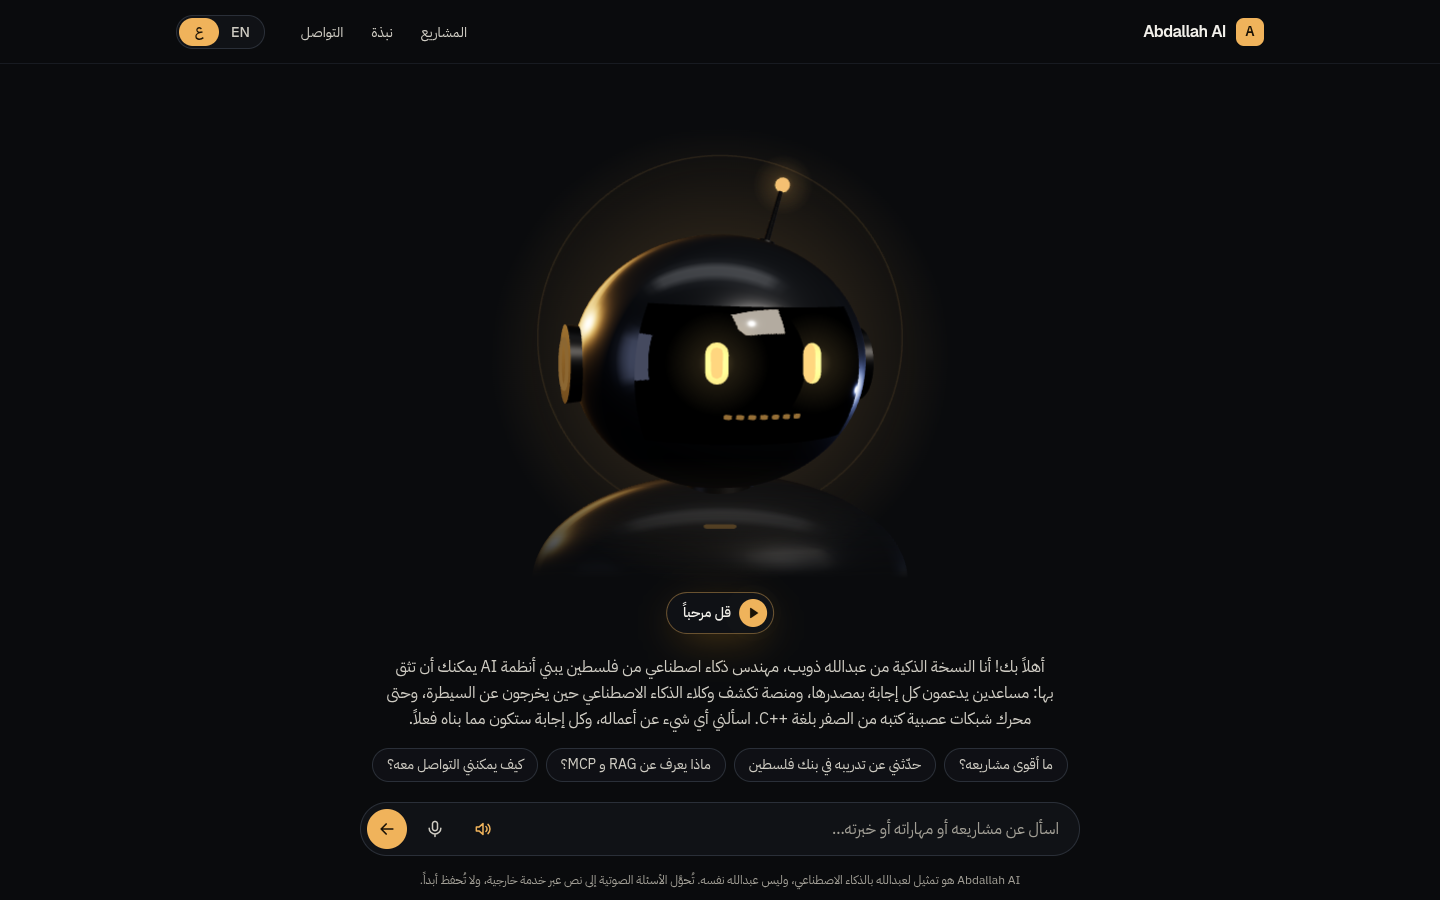 A Abdallah AI
المشاريع
نبذة
التواصل
EN
ع
قل مرحباً
أهلاً بك! أنا النسخة الذكية من عبدالله ذويب، مهندس ذكاء اصطناعي من فلسطين يبني أنظمة AI يمكنك أن تثق
بها: مساعدين يدعمون كل إجابة بمصدرها، ومنصة تكشف وكلاء الذكاء الاصطناعي حين يخرجون عن السيطرة، وحتى
محرك شبكات عصبية كتبه من الصفر بلغة C++. اسألني أي شيء عن أعماله، وكل إجابة ستكون مما بناه فعلاً.
ما أقوى مشاريعه؟
حدّثني عن تدريبه في بنك فلسطين
ماذا يعرف عن RAG و MCP؟
كيف يمكنني التواصل معه؟
اسأل عن مشاريعه أو مهاراته أو خبرته...
Abdallah AI هو تمثيل لعبدالله بالذكاء الاصطناعي، وليس عبدالله نفسه. تُحوَّل الأسئلة الصوتية إلى نص عبر خدمة خارجية، ولا تُحفظ أبداً.